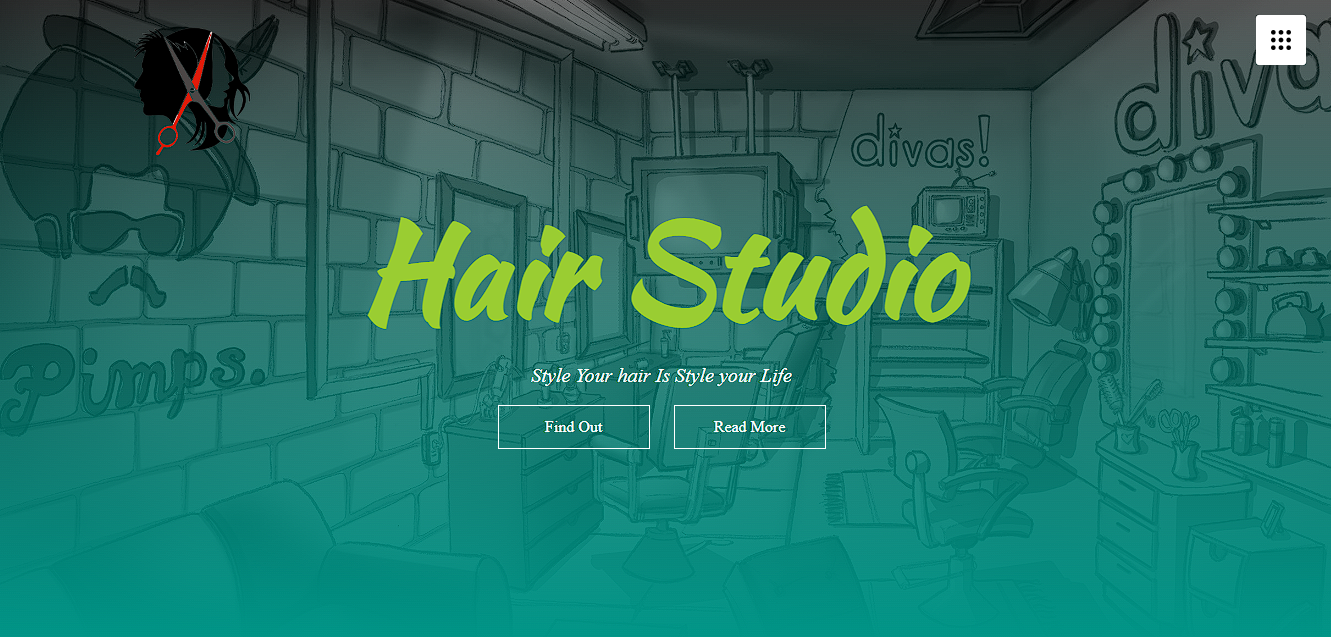 divas
divas!
Hair Studio
Pimps.
Style Your hair Is Style your Life
Find Out
Read More